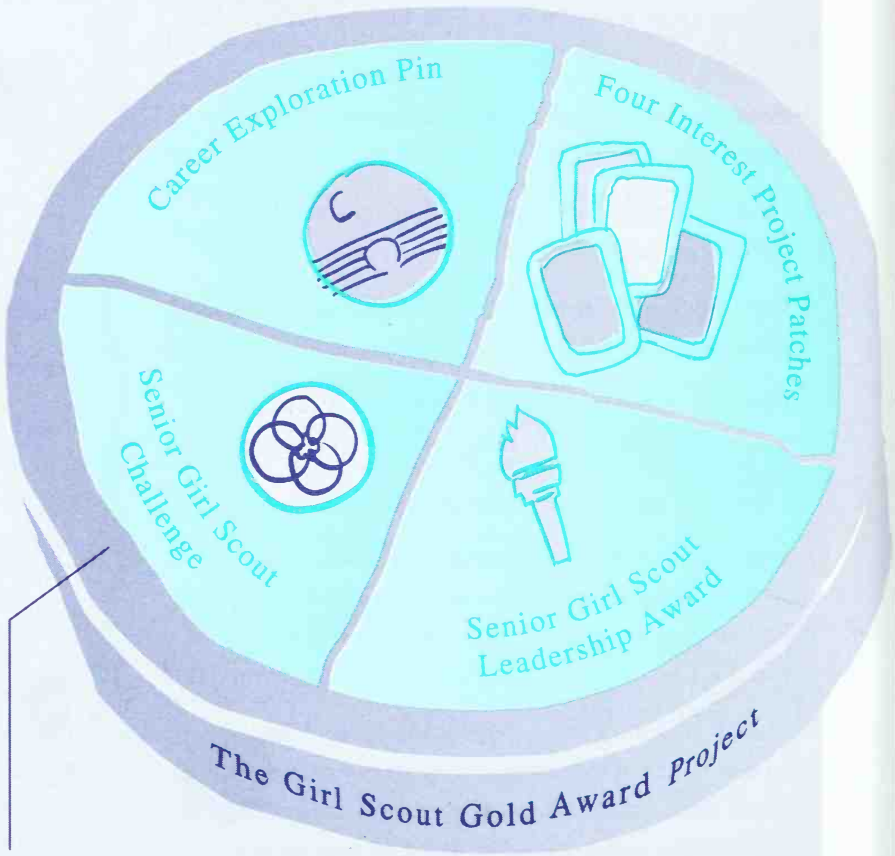 Career Exploration Pin
C
Four Interest Project Patches
Senior Girl Scout
Challenge
Senior Girl Scout
Leadership Award
The Girl Scout Gold Award Project